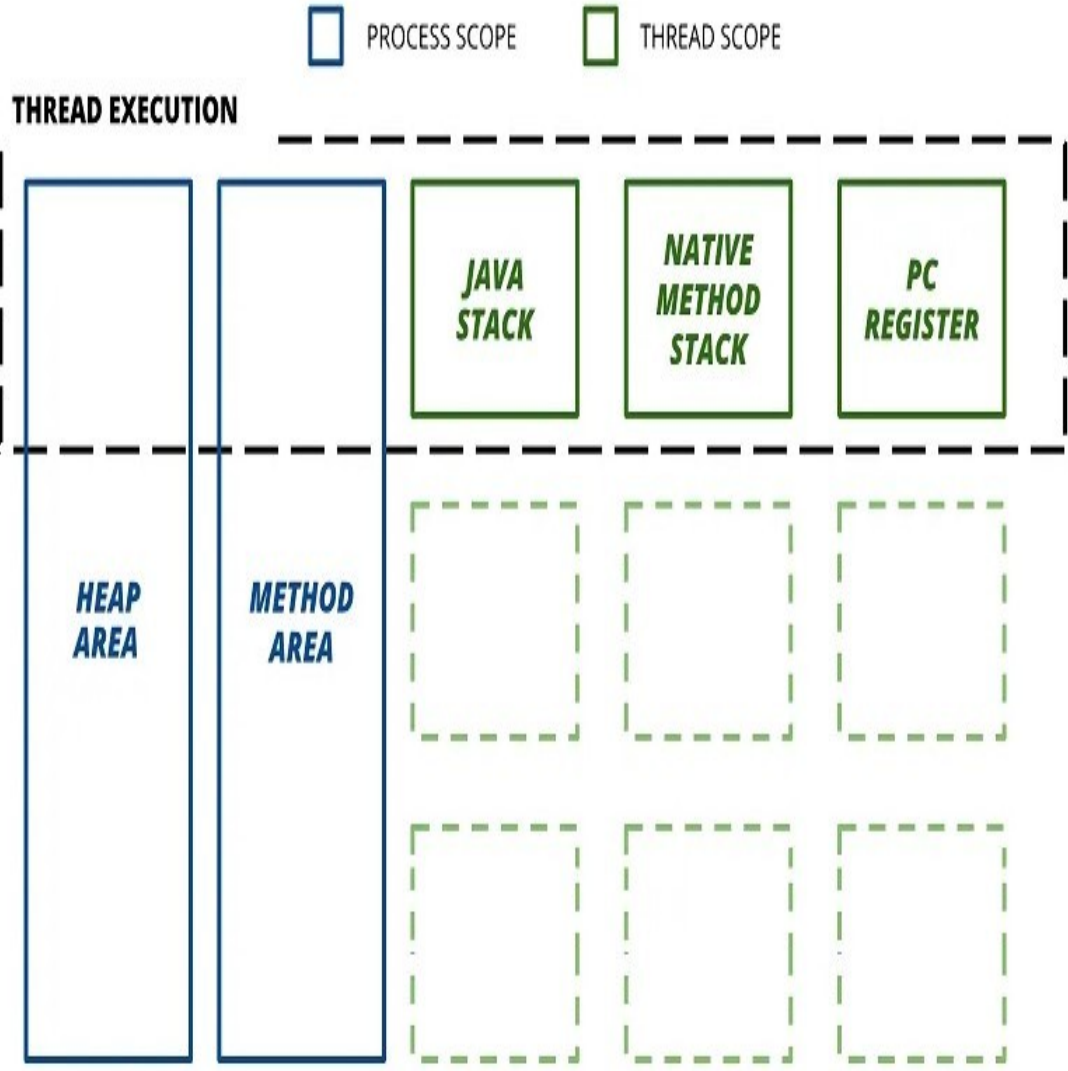 PROCESS SCOPE
THREAD SCOPE
THREAD EXECUTION
JAVA
STACK
NATIVE
METHOD
STACK
PC
REGISTER
HEAP
AREA
METHOD
AREA